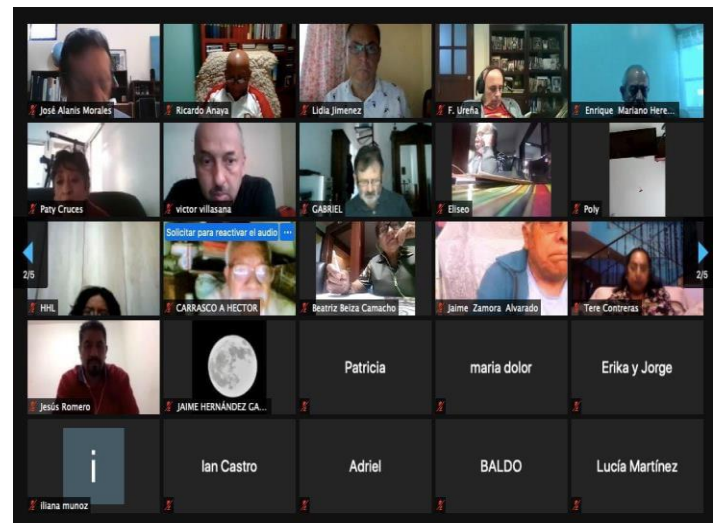 José Alanis Morales
Ricardo Anaya
Lidia Jimenez
F. Ureña
Enrique Mariano Here...
Paty Cruces
victor villasana
GABRIEL
Eliseo
Poly
2/5
2/5
HHL
Solicitar para reactivar el audio ...
CARRASCO A HECTOR
Beatriz Beiza Camacho
Jaime Zamora Alvarado
Tere Contreras
Jesús Romero
JAIME HERNÁNDEZ GA...
Patricia
maria dolor
Erika y Jorge
i
Iliana munoz
Ian Castro
Adriel
BALDO
Lucía Martínez